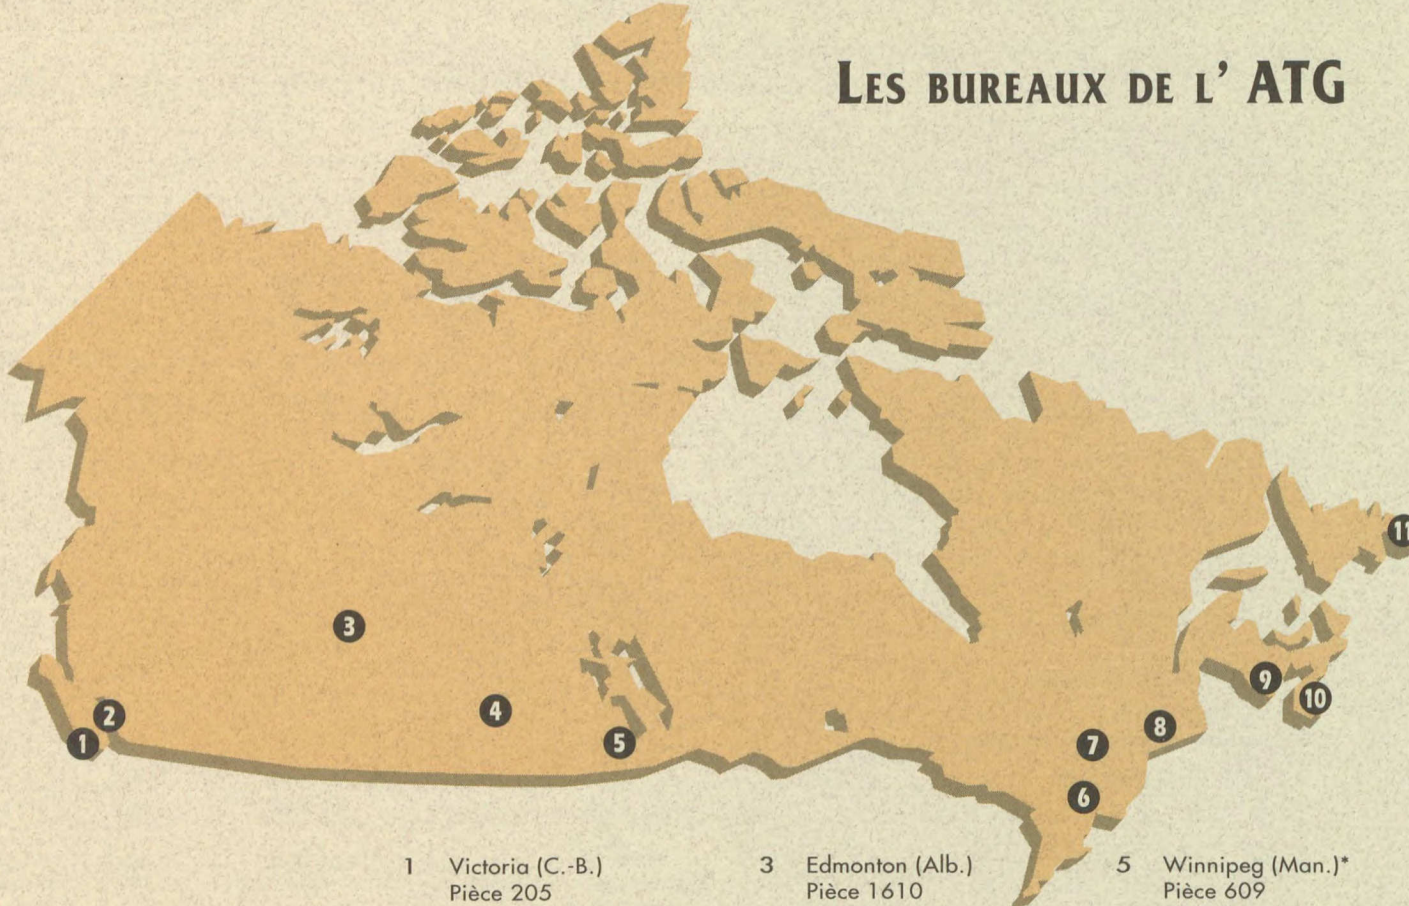 LES BUREAUX DE L' ATG
11
3
9
10
4
2
8
1
5
7
6
1 Victoria (C.-B.)
Pièce 205
3 Edmonton (Alb.)
Pièce 1610
5 Winnipeg (Man.)*
Pièce 609